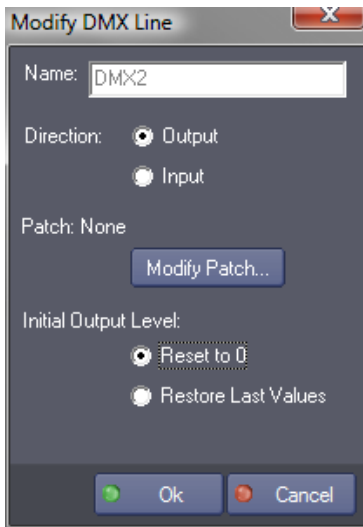 Modify DMX Line
Name: DMX2
Direction: Output
Input
Patch: None
Modify Patch...
Initial Output Level:
Reset to 0
Restore Last Values
Ok Cancel